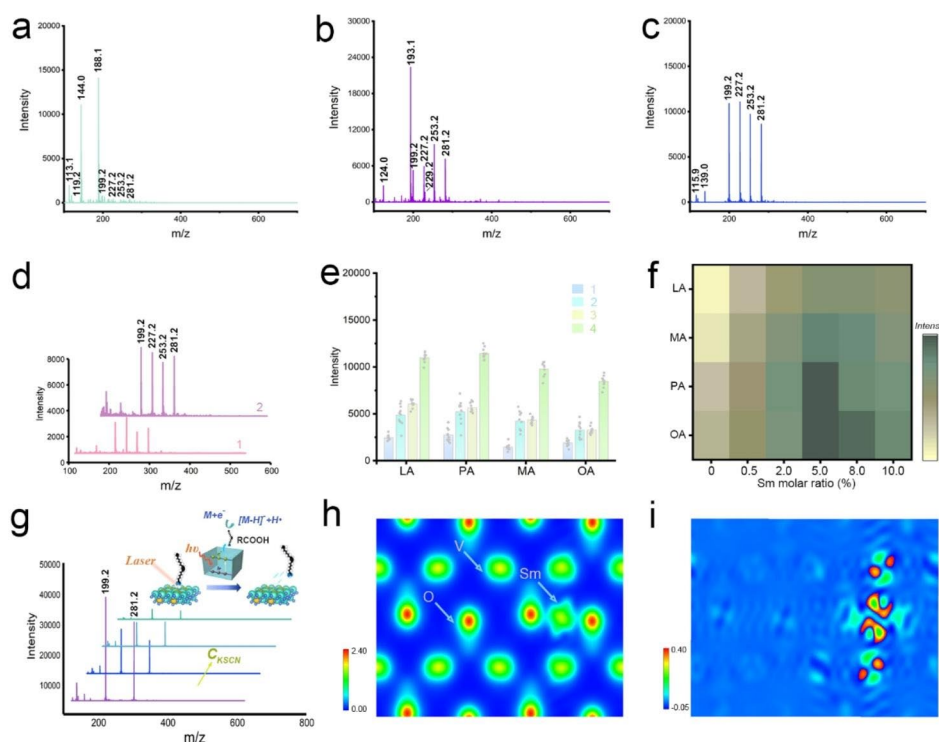 a
20000
15000
10000
5000
0
Intensity
113.1
119.2
144.0
188.1
199.2
227.2
253.2
281.2
200
400
600
m/z
b
30000
24000
18000
12000
6000
0
Intensity
124.0
193.1
199.2
227.2
229.2
253.2
281.2
200
400
600
m/z
c
20000
15000
10000
5000
0
Intensity
115.9
139.0
199.2
227.2
253.2
281.2
200
400
600
m/z
d
8000
6000
4000
2000
0
Intensity
199.2
227.2
253.2
281.2
2
1
100
200
300
400
500
600
m/z
e
20000
15000
10000
5000
0
Intensity
1
2
3
4
LA
PA
MA
OA
f
LA
MA
PA
OA
0
0.5
2.0
5.0
8.0
10.0
Sm molar ratio (%)
g
50000
40000
30000
20000
10000
Intensity
199.2
281.2
M+e⁻
[M-H]⁻+H•
RCOOH
hυ
Laser
C KSCN
200
400
600
800
m/z
h
V
Sm
O
2.40
0.00
i
0.40
-0.05